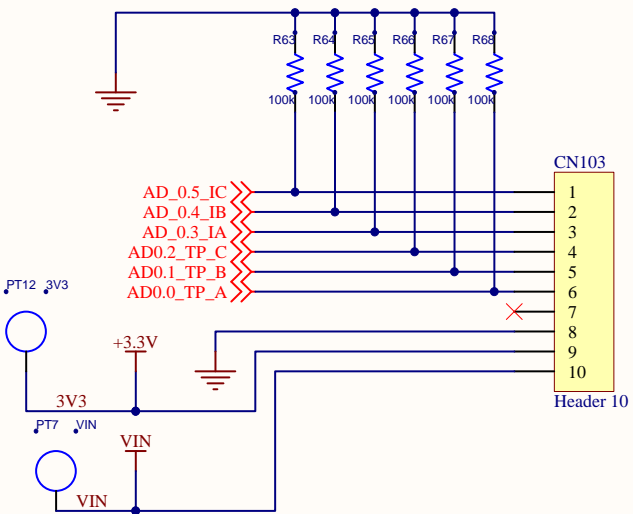 R63 R64 R65 R66 R67 R68
100k 100k 100k 100k 100k 100k
CN103
AD_0.5_IC 1
AD_0.4_IB 2
AD_0.3_IA 3
AD0.2_TP_C 4
AD0.1_TP_B 5
AD0.0_TP_A 6
7
8
9
10
Header 10
PT12 3V3
+3.3V
3V3
PT7 VIN
VIN
VIN